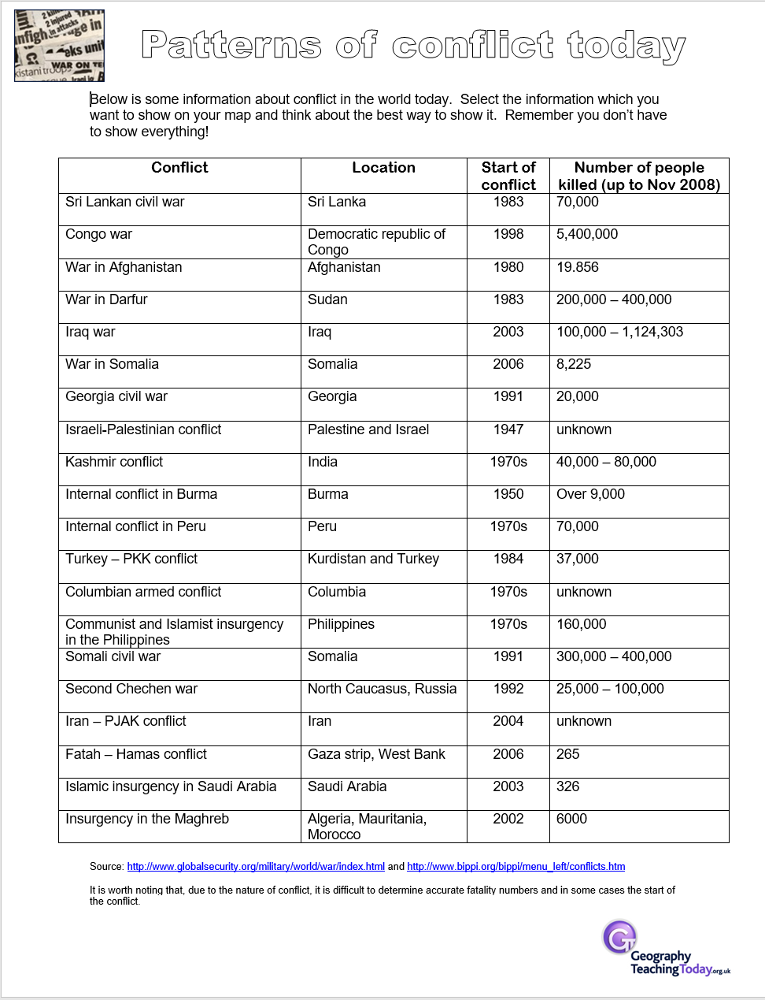 2 kille
2 injured
in attacks
infigh
ge in
eks unit
WAR ON TE
kistani troops
Iraqi jo
Patterns of conflict today
Below is some information about conflict in the world today. Select the information which you
want to show on your map and think about the best way to show it. Remember you don't have
to show everything!
Conflict Location Start of conflict Number of people killed (up to Nov 2008)
Sri Lankan civil war Sri Lanka 1983 70,000
Congo war Democratic republic of Congo 1998 5,400,000
War in Afghanistan Afghanistan 1980 19.856
War in Darfur Sudan 1983 200,000 – 400,000
Iraq war Iraq 2003 100,000 – 1,124,303
War in Somalia Somalia 2006 8,225
Georgia civil war Georgia 1991 20,000
Israeli-Palestinian conflict Palestine and Israel 1947 unknown
Kashmir conflict India 1970s 40,000 – 80,000
Internal conflict in Burma Burma 1950 Over 9,000
Internal conflict in Peru Peru 1970s 70,000
Turkey – PKK conflict Kurdistan and Turkey 1984 37,000
Columbian armed conflict Columbia 1970s unknown
Communist and Islamist insurgency in the Philippines Philippines 1970s 160,000
Somali civil war Somalia 1991 300,000 – 400,000
Second Chechen war North Caucasus, Russia 1992 25,000 – 100,000
Iran – PJAK conflict Iran 2004 unknown
Fatah – Hamas conflict Gaza strip, West Bank 2006 265
Islamic insurgency in Saudi Arabia Saudi Arabia 2003 326
Insurgency in the Maghreb Algeria, Mauritania, Morocco 2002 6000
Source: http://www.globalsecurity.org/military/world/war/index.html and http://www.bippi.org/bippi/menu_left/conflicts.htm
It is worth noting that, due to the nature of conflict, it is difficult to determine accurate fatality numbers and in some cases the start of
the conflict.
GT
Geography
TeachingToday.org.uk